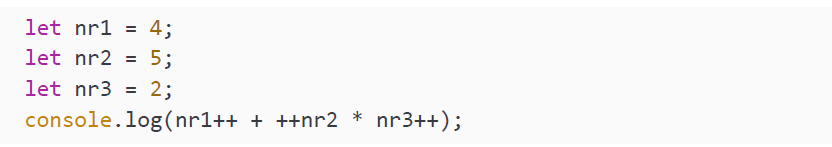 let nr1 = 4;
let nr2 = 5;
let nr3 = 2;
console.log(nr1++ + ++nr2 * nr3++);